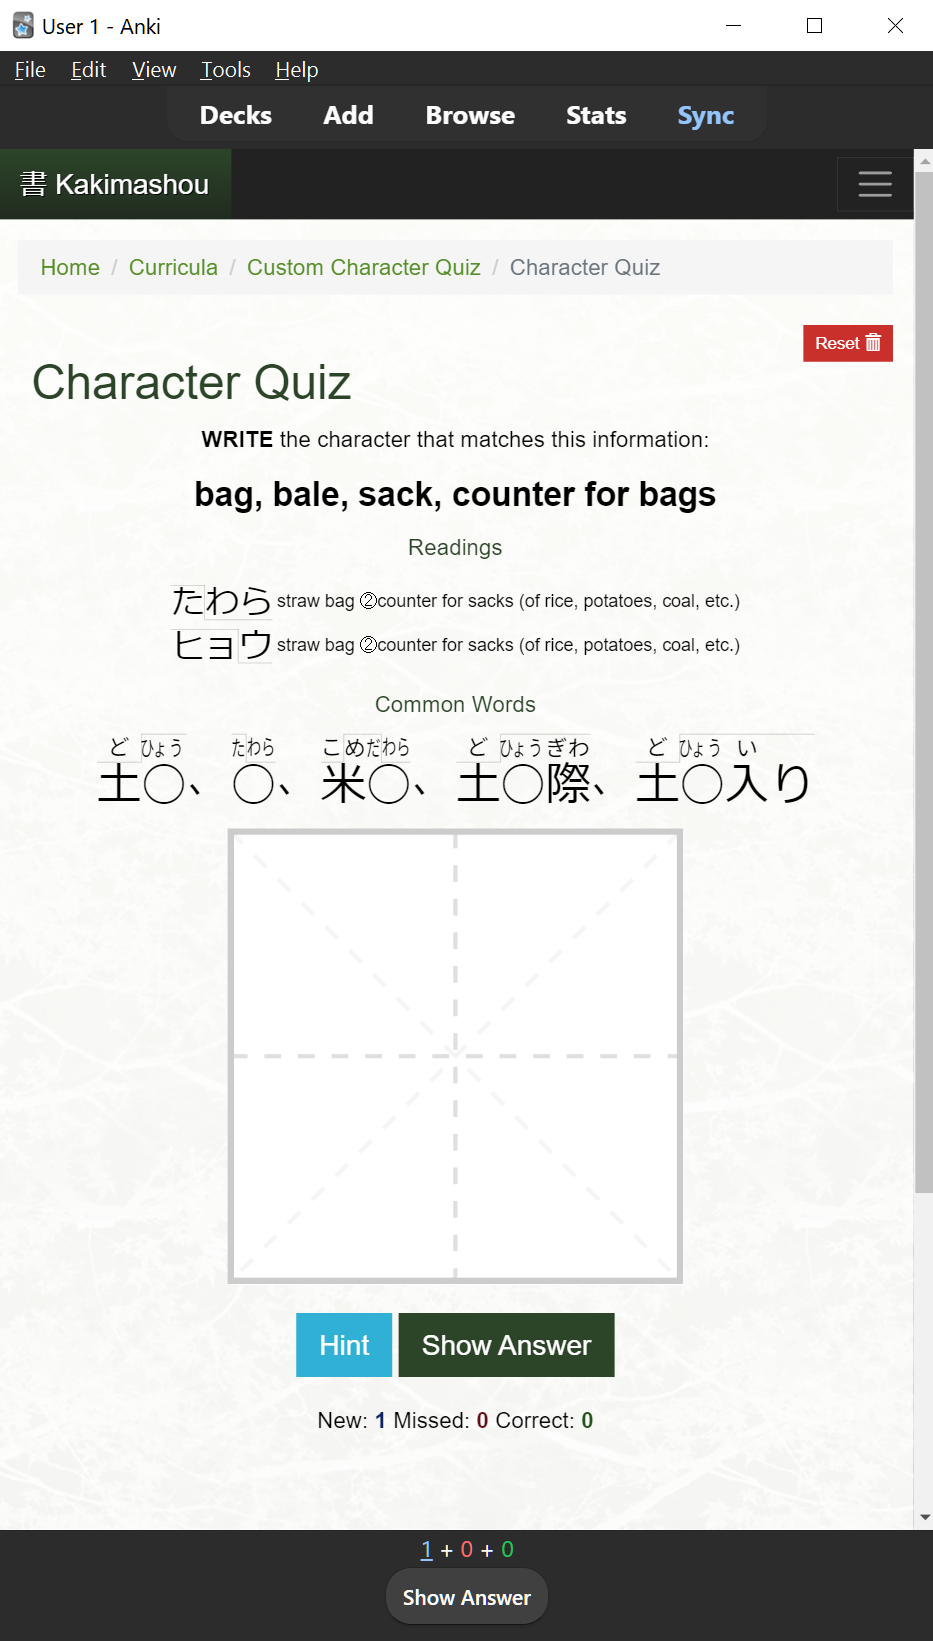 User 1 - Anki
File Edit View Tools Help
Decks Add Browse Stats Sync
書 Kakimashou
Home / Curricula / Custom Character Quiz / Character Quiz
Reset
Character Quiz
WRITE the character that matches this information:
bag, bale, sack, counter for bags
Readings
たわら straw bag ②counter for sacks (of rice, potatoes, coal, etc.)
ヒョウ straw bag ②counter for sacks (of rice, potatoes, coal, etc.)
Common Words
ど ひょう たわら こめだわら ど ひょうぎわ ど ひょう い
土〇、〇、米〇、土〇際、土〇入り
Hint Show Answer
New: 1 Missed: 0 Correct: 0
1 + 0 + 0
Show Answer